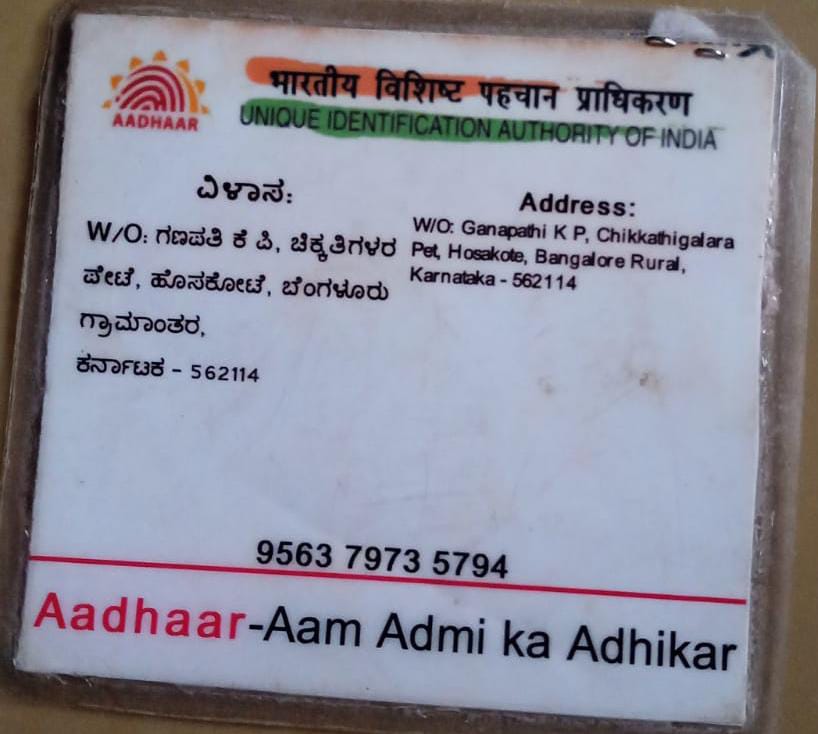 AADHAAR
भारतीय विशिष्ट पहचान प्राधिकरण
UNIQUE IDENTIFICATION AUTHORITY OF INDIA
ವಿಳಾಸ:
W/O: ಗಣಪತಿ ಕೆ ಪಿ, ಚಿಕ್ಕತಿಗಳರ
ಪೇಟೆ, ಹೊಸಕೋಟೆ, ಬೆಂಗಳೂರು
ಗ್ರಾಮಾಂತರ,
ಕರ್ನಾಟಕ - 562114
Address:
W/O: Ganapathi K P, Chikkathigalara
Pet, Hosakote, Bangalore Rural,
Karnataka - 562114
9563 7973 5794
Aadhaar-Aam Admi ka Adhikar